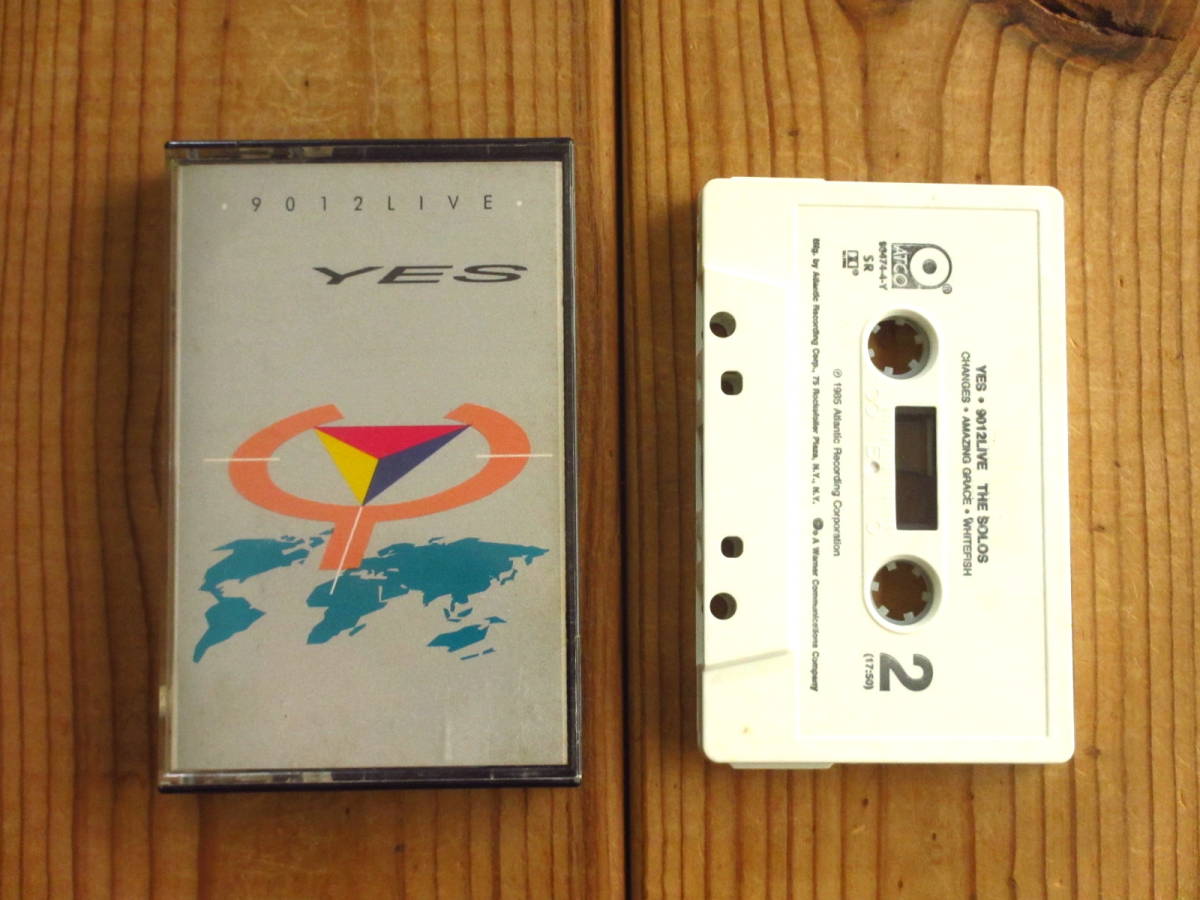 · 9012LIVE ·
YES
ATCO®
90474-4-Y
SR
YES • 9012LIVE THE SOLOS
CHANGES • AMAZING GRACE • WHITEFISH
2
(17:50)
℗ 1985 Atlantic Recording Corporation
Mfg. by Atlantic Recording Corp., 75 Rockefeller Plaza, N.Y., N.Y. A Warner Communications Company